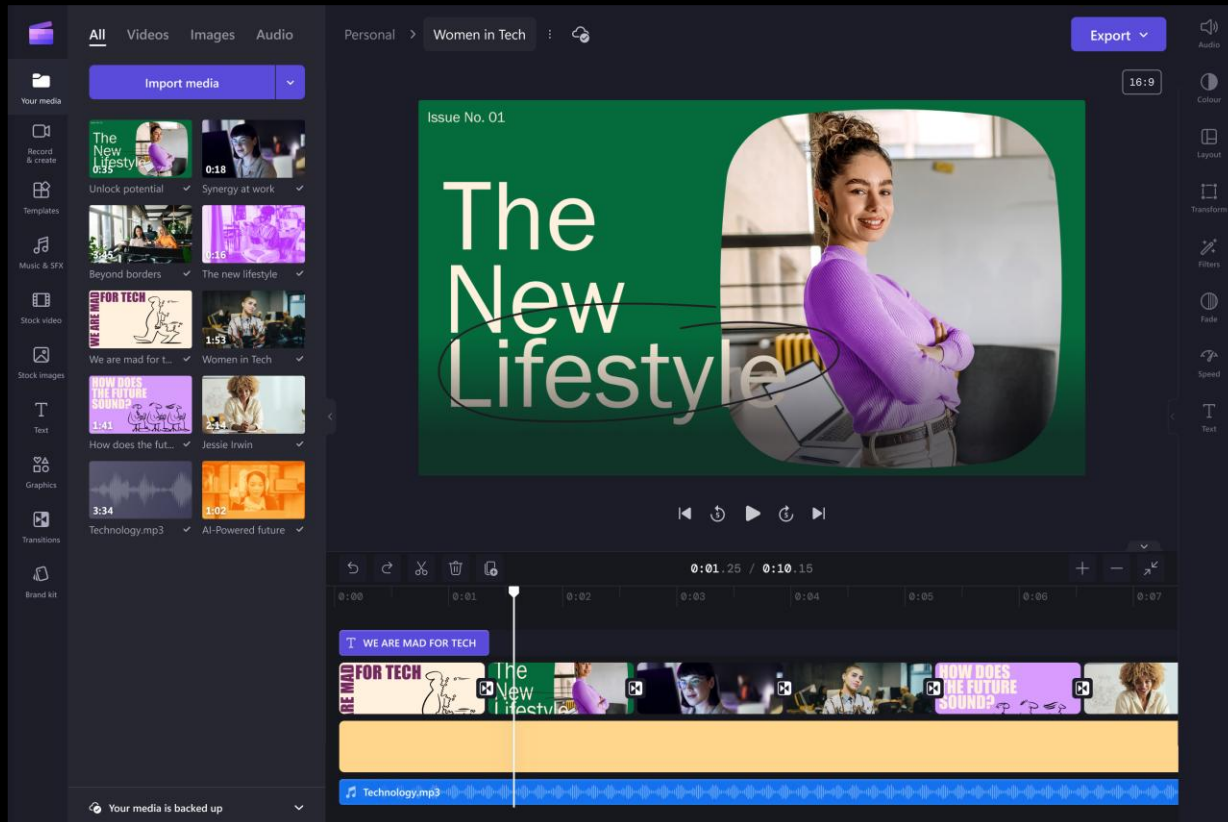 All Videos Images Audio
Import media
Your media
Record
& create
Templates
Music & SFX
Stock video
Stock images
Text
Graphics
Transitions
Brand kit
The
New
Lifestyle
0:35
Unlock potential
0:18
Synergy at work
3:45
Beyond borders
0:16
The new lifestyle
WE ARE MAD
FOR TECH
We are mad for t...
1:53
Women in Tech
HOW DOES
THE FUTURE
SOUND?
1:41
How does the fut...
2:14
Jessie Irwin
3:34
Technology.mp3
1:02
AI-Powered future
Your media is backed up
Personal > Women in Tech
Export
16:9
Issue No. 01
The
New
Lifestyle
5 5
0:01.25 / 0:10.15
0:00 0:01 0:02 0:03 0:04 0:05 0:06 0:07
T WE ARE MAD FOR TECH
ARE MAD
FOR TECH
The
New
Lifestyle
HOW DOES
THE FUTURE
SOUND?
Technology.mp3
Audio
Colour
Layout
Transform
Filters
Fade
Speed
Text